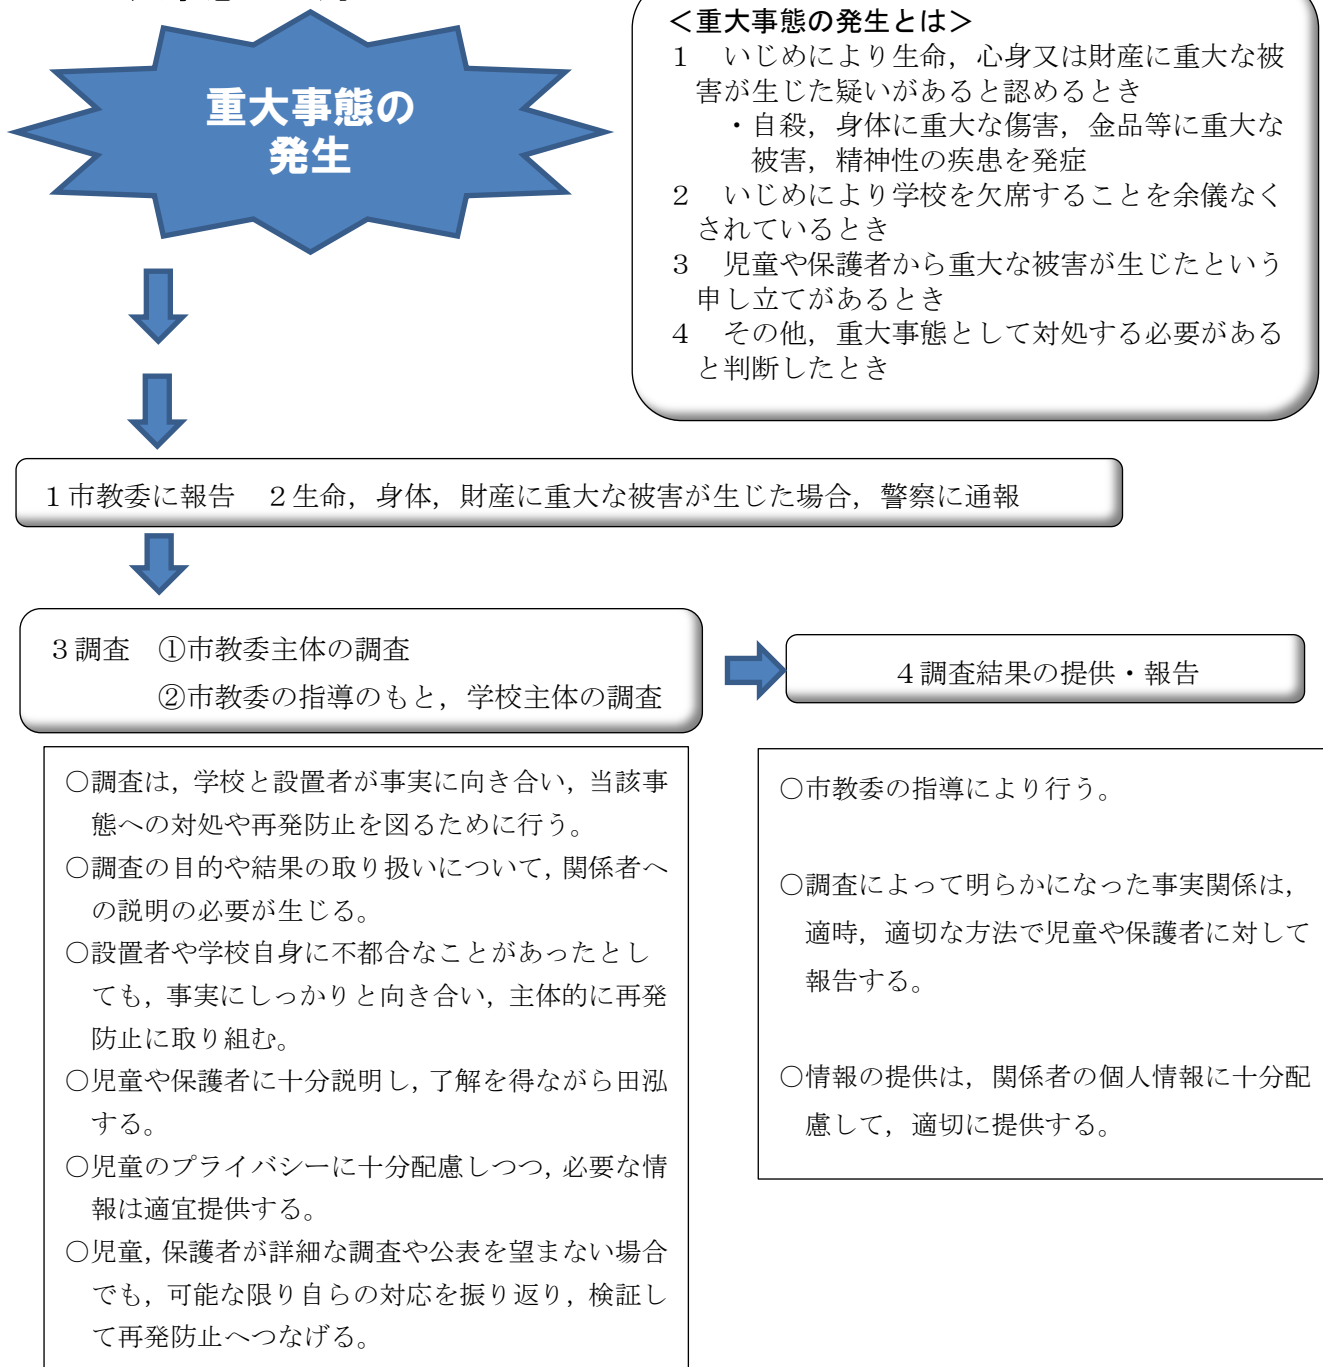 重大事態の
発生
＜重大事態の発生とは＞
１　いじめにより生命，心身又は財産に重大な被
害が生じた疑いがあると認めるとき
・自殺，身体に重大な傷害，金品等に重大な
被害，精神性の疾患を発症
２　いじめにより学校を欠席することを余儀なく
されているとき
３　児童や保護者から重大な被害が生じたという
申し立てがあるとき
４　その他，重大事態として対処する必要がある
と判断したとき
１市教委に報告　２生命，身体，財産に重大な被害が生じた場合，警察に通報
３調査　①市教委主体の調査
②市教委の指導のもと，学校主体の調査
４調査結果の提供・報告
○調査は，学校と設置者が事実に向き合い，当該事
態への対処や再発防止を図るために行う。
○調査の目的や結果の取り扱いについて，関係者へ
の説明の必要が生じる。
○設置者や学校自身に不都合なことがあったとし
ても，事実にしっかりと向き合い，主体的に再発
防止に取り組む。
○児童や保護者に十分説明し，了解を得ながら田泓
する。
○児童のプライバシーに十分配慮しつつ，必要な情
報は適宜提供する。
○児童，保護者が詳細な調査や公表を望まない場合
でも，可能な限り自らの対応を振り返り，検証し
て再発防止へつなげる。
○市教委の指導により行う。
○調査によって明らかになった事実関係は，
適時，適切な方法で児童や保護者に対して
報告する。
○情報の提供は，関係者の個人情報に十分配
慮して，適切に提供する。